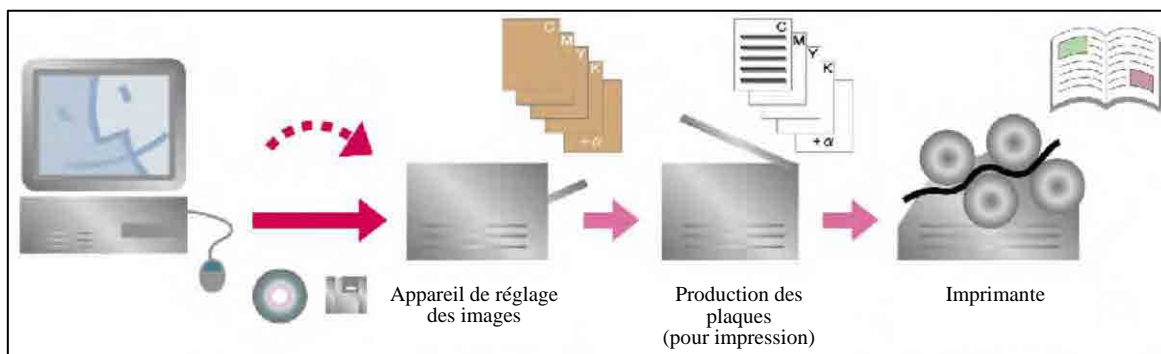 C
M
Y
K
+ α
C
M
Y
K
+ α
Appareil de réglage
des images
Production des
plaques
(pour impression)
Imprimante